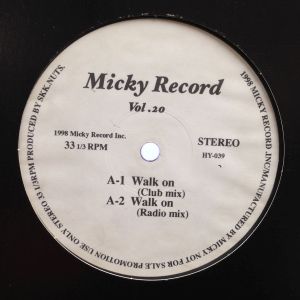 Micky Record
Vol.20
1998 Micky Record Inc.
33 1/3 RPM
STEREO
HY-039
A-1 Walk on
(Club mix)
A-2 Walk on
(Radio mix)
1998 MICKY RECORD INC/MANUFACTURED BY MICKY NOT FOR SALE PROMOTION USE ONLY STEREO 33 1/3RPM PRODUCED BY SKK.NUTS.